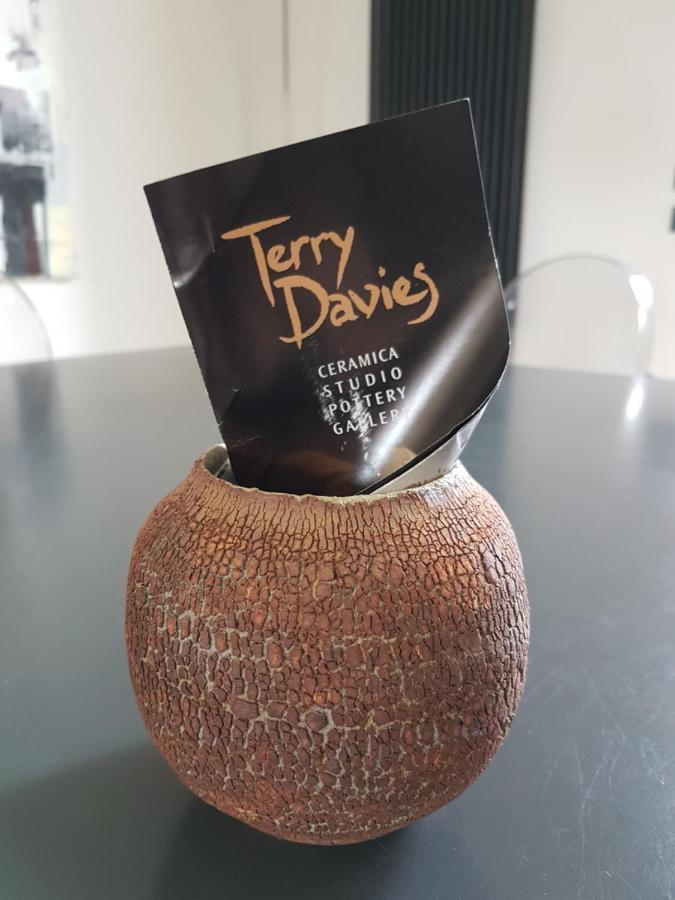 Terry
Davies
CERAMICA
STUDIO
POTTERY
GALLERY